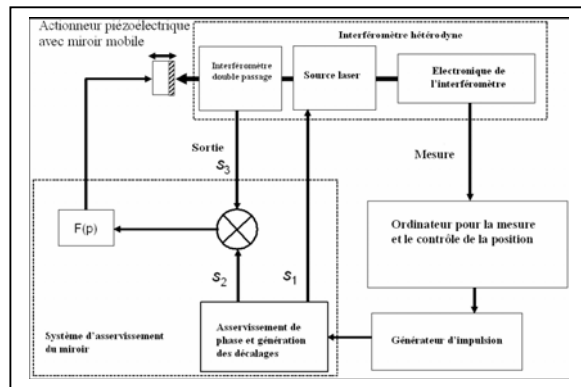 Actionneur piézoélectrique
avec miroir mobile
Interféromètre hétérodyne
Interféromètre
double passage
Source laser
Electronique de
l'interféromètre
Sortie
s3
Mesure
F(p)
Ordinateur pour la mesure
et le contrôle de la position
s2
s1
Système d'asservissement
du miroir
Asservissement de
phase et génération
des décalages
Générateur d'impulsion